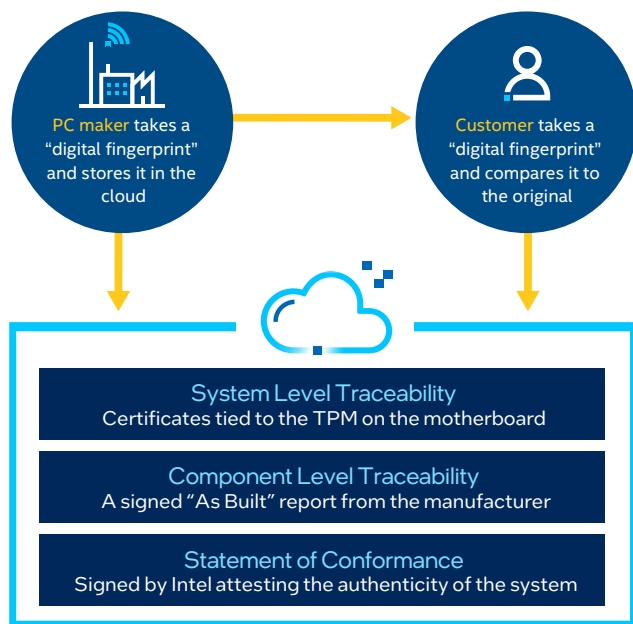 PC maker takes a
“digital fingerprint”
and stores it in the
cloud
Customer takes a
“digital fingerprint”
and compares it to
the original
System Level Traceability
Certificates tied to the TPM on the motherboard
Component Level Traceability
A signed “As Built” report from the manufacturer
Statement of Conformance
Signed by Intel attesting the authenticity of the system